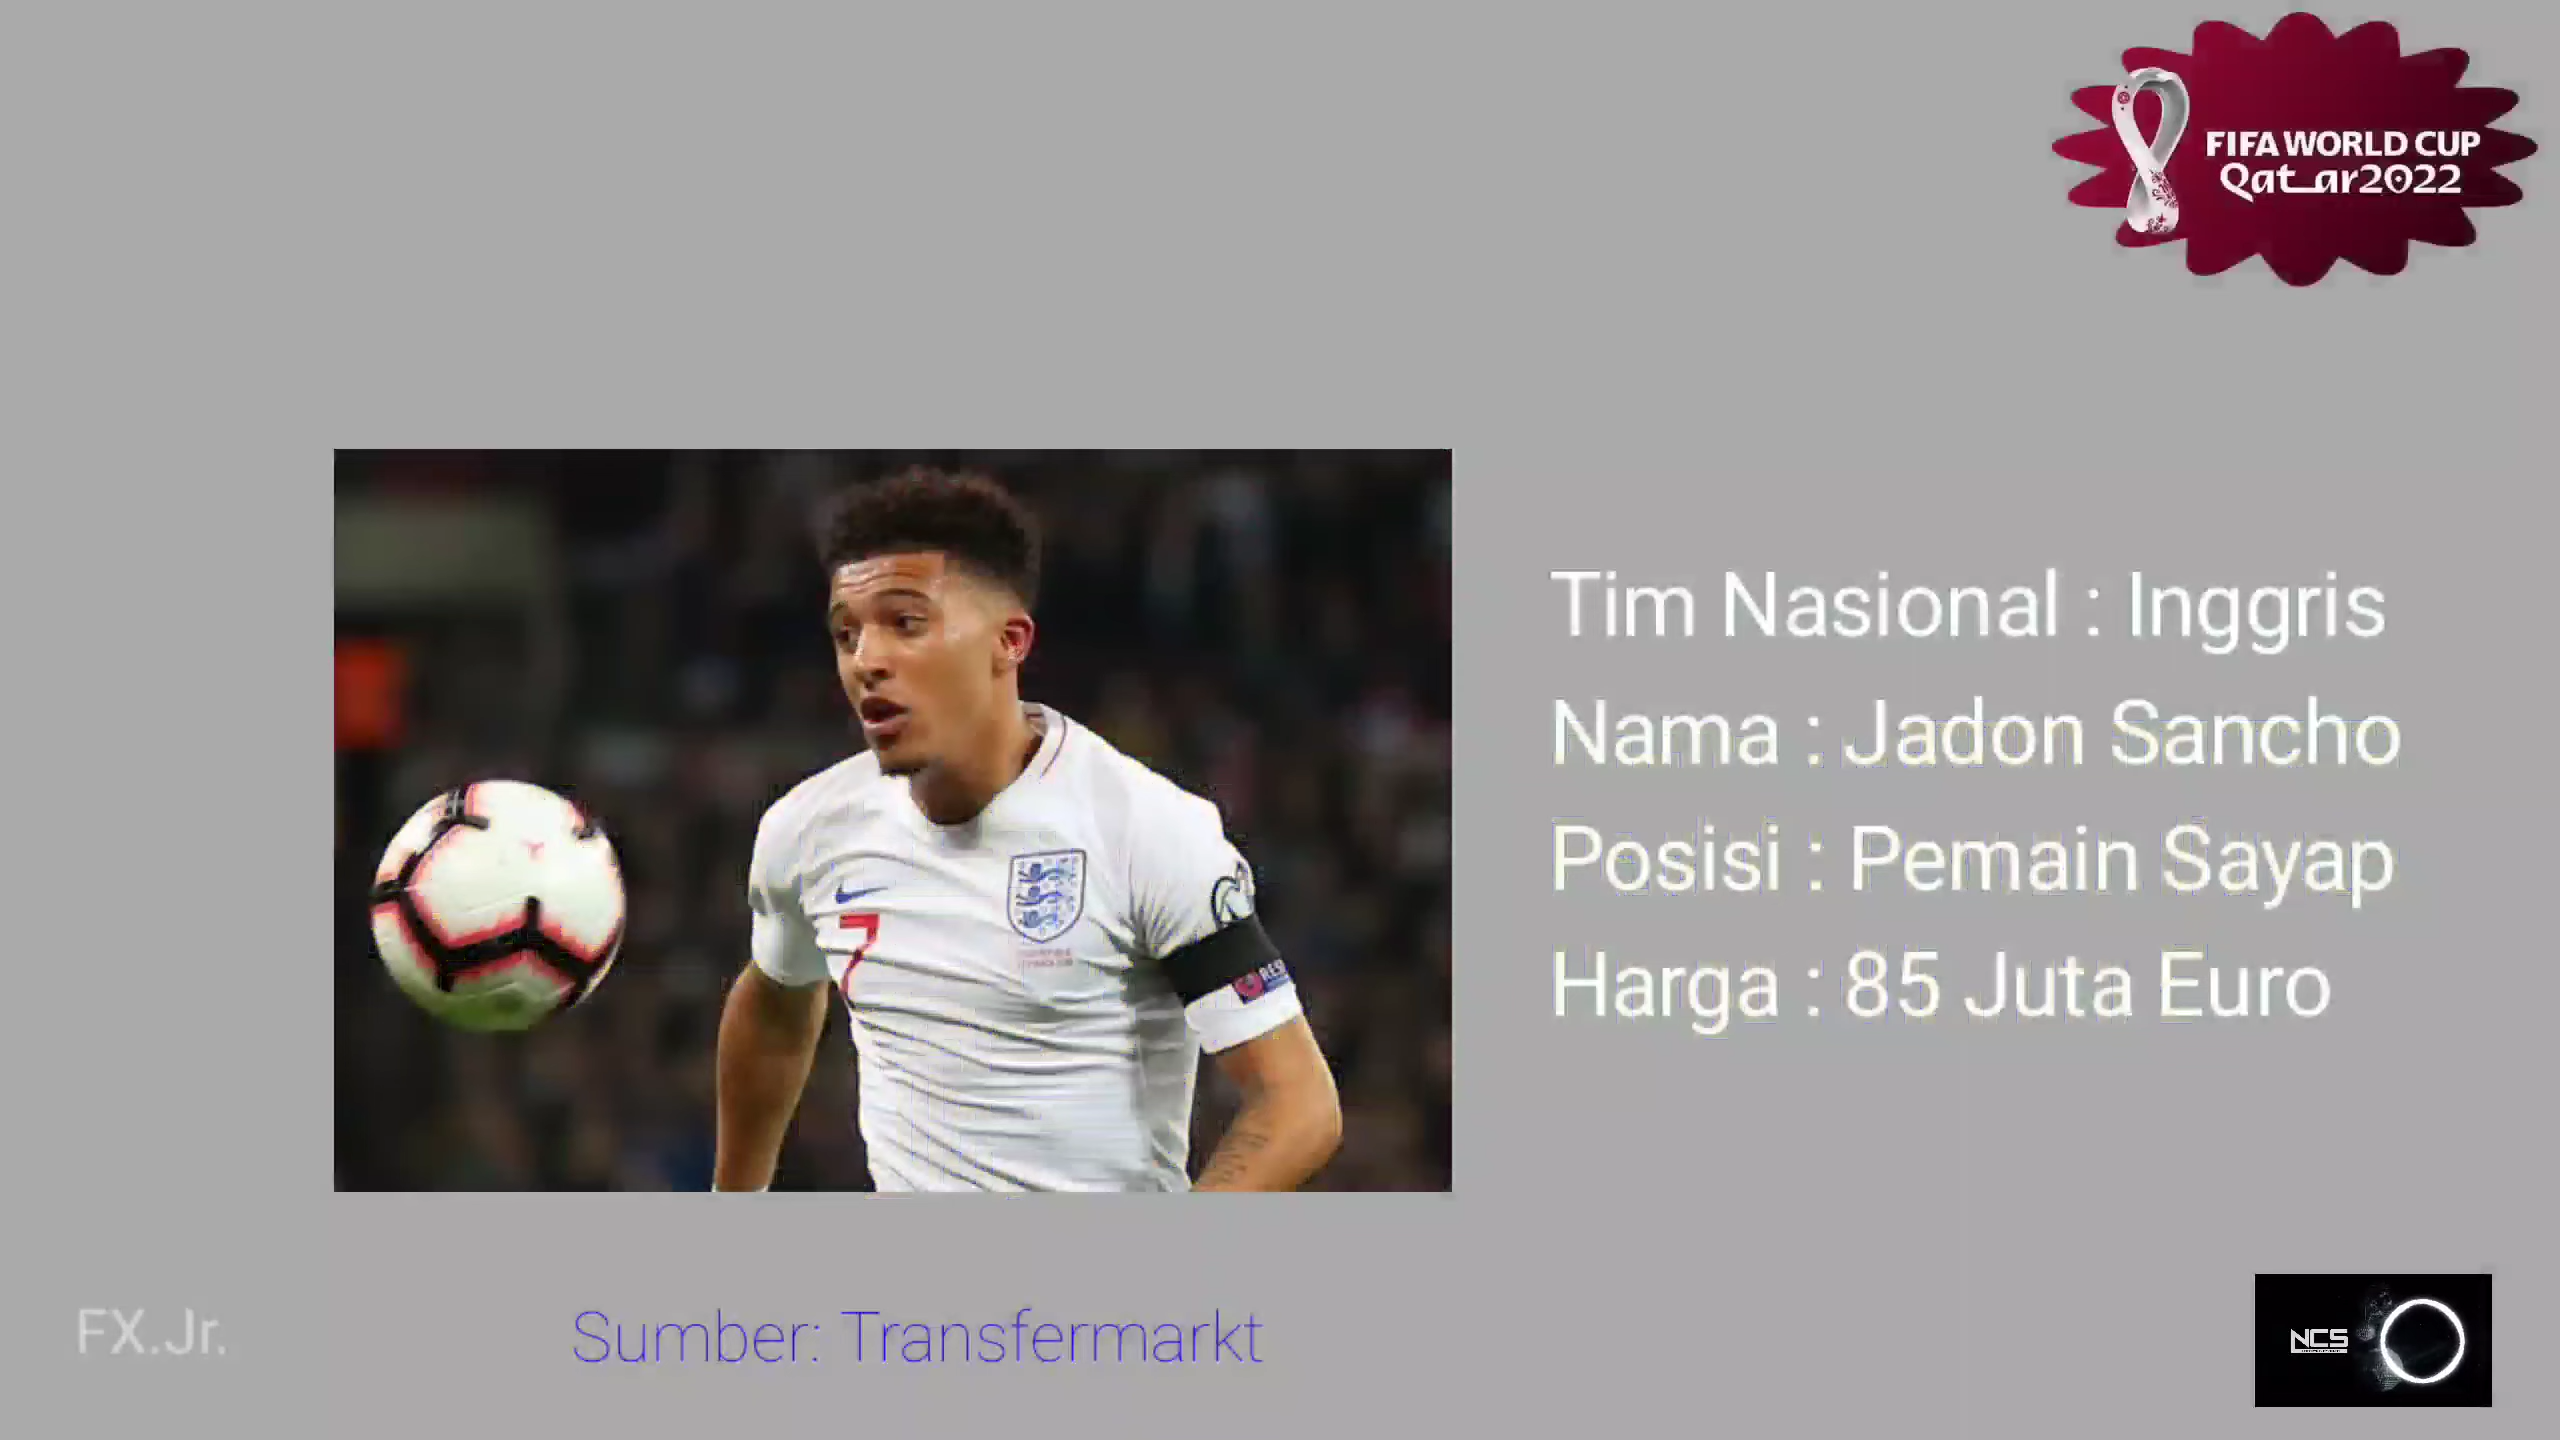 FIFA WORLD CUP
Qatar2022
Tim Nasional : Inggris
Nama : Jadon Sancho
Posisi : Pemain Sayap
Harga : 85 Juta Euro
7
FX.Jr.
Sumber: Transfermarkt
NCS